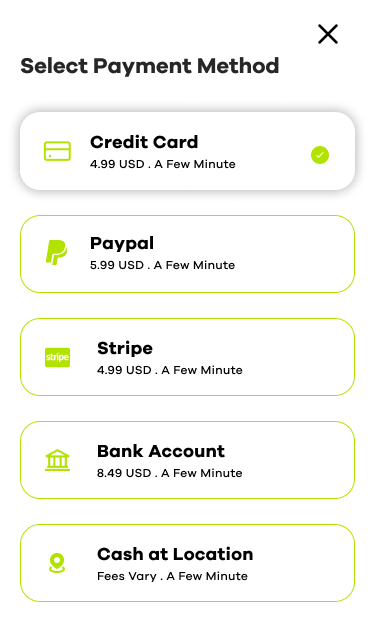 Select Payment Method
Credit Card
4.99 USD . A Few Minute
Paypal
5.99 USD . A Few Minute
stripe
Stripe
4.99 USD . A Few Minute
Bank Account
8.49 USD . A Few Minute
Cash at Location
Fees Vary . A Few Minute